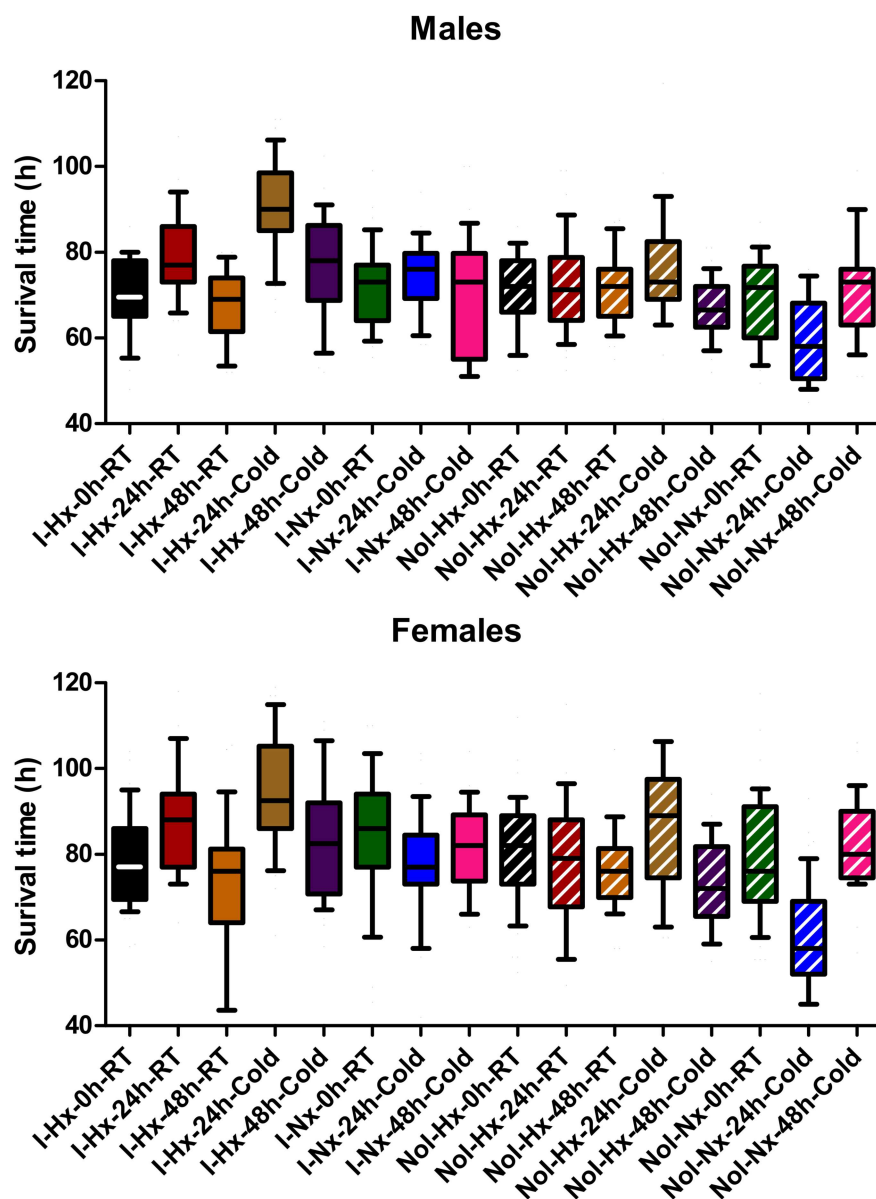 Males
Surival time (h)
120
100
80
60
40
I-Hx-0h-RT
I-Hx-24h-RT
I-Hx-48h-RT
I-Hx-24h-Cold
I-Hx-48h-Cold
I-Nx-0h-RT
I-Nx-24h-Cold
I-Nx-48h-Cold
NoI-Hx-0h-RT
NoI-Hx-24h-RT
NoI-Hx-48h-RT
NoI-Hx-24h-Cold
NoI-Hx-48h-Cold
NoI-Nx-0h-RT
NoI-Nx-24h-Cold
NoI-Nx-48h-Cold
Females
Surival time (h)
120
100
80
60
40
I-Hx-0h-RT
I-Hx-24h-RT
I-Hx-48h-RT
I-Hx-24h-Cold
I-Hx-48h-Cold
I-Nx-0h-RT
I-Nx-24h-Cold
I-Nx-48h-Cold
NoI-Hx-0h-RT
NoI-Hx-24h-RT
NoI-Hx-48h-RT
NoI-Hx-24h-Cold
NoI-Hx-48h-Cold
NoI-Nx-0h-RT
NoI-Nx-24h-Cold
NoI-Nx-48h-Cold